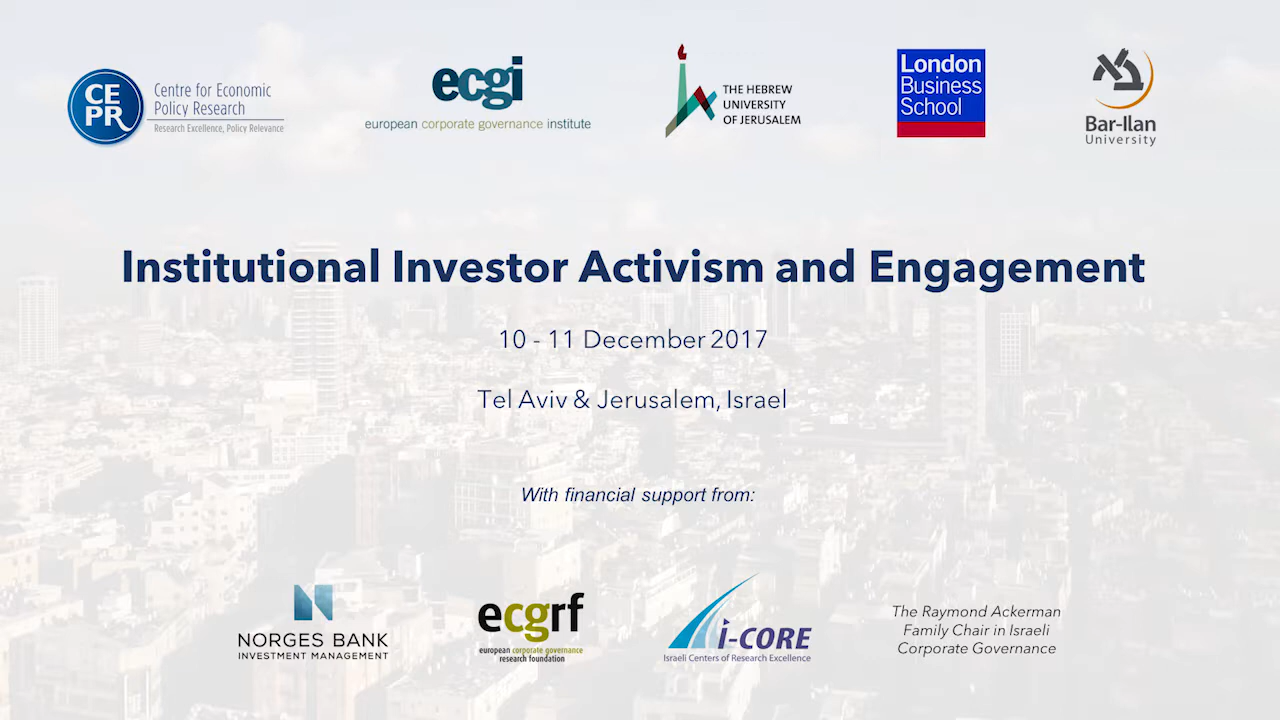 CE
PR
Centre for Economic
Policy Research
Research Excellence, Policy Relevance
ecgi
european corporate governance institute
THE HEBREW
UNIVERSITY
OF JERUSALEM
London
Business
School
Bar-Ilan
University
Institutional Investor Activism and Engagement
10 - 11 December 2017
Tel Aviv & Jerusalem, Israel
With financial support from:
NORGES BANK
INVESTMENT MANAGEMENT
ecgrf
european corporate governance
research foundation
i-CORE
Israeli Centers of Research Excellence
The Raymond Ackerman
Family Chair in Israeli
Corporate Governance